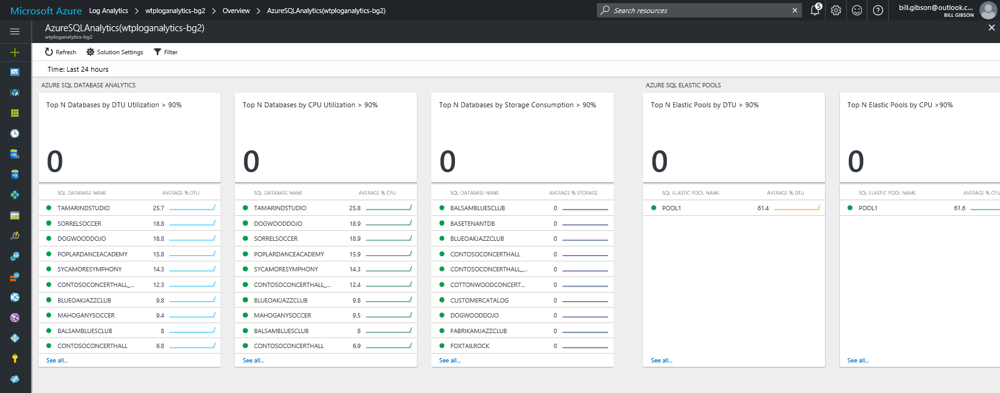 Microsoft Azure Log Analytics > wtploganalytics-bg2 > Overview > AzureSQLAnalytics(wtploganalytics-bg2)
Search resources
5
bill.gibson@outlook.c...
BILL GIBSON
AzureSQLAnalytics(wtploganalytics-bg2)
wtploganalytics-bg2
Refresh Solution Settings Filter
Time: Last 24 hours
AZURE SQL DATABASE ANALYTICS
Top N Databases by DTU Utilization > 90%
0
SQL DATABASE NAME AVERAGE % DTU
TAMARINDSTUDIO 25.7
SORRELSOCCER 18.8
DOGWOODDOJO 18.8
POPLARDANCEACADEMY 15.8
SYCAMORESYMPHONY 14.3
CONTOSOCONCERTHALL_... 12.3
BLUEOAKJAZZCLUB 9.8
MAHOGANYSOCCER 9.4
BALSAMBLUESCLUB 8
CONTOSOCONCERTHALL 6.8
See all...
Top N Databases by CPU Utilization > 90%
0
SQL DATABASE NAME AVERAGE % CPU
TAMARINDSTUDIO 25.8
DOGWOODDOJO 18.9
SORRELSOCCER 18.9
POPLARDANCEACADEMY 15.9
SYCAMORESYMPHONY 14.3
CONTOSOCONCERTHALL_... 12.4
BLUEOAKJAZZCLUB 9.8
MAHOGANYSOCCER 9.5
BALSAMBLUESCLUB 8
CONTOSOCONCERTHALL 6.9
See all...
Top N Databases by Storage Consumption > 90%
0
SQL DATABASE NAME AVERAGE % STORAGE
BALSAMBLUESCLUB 0
BASETENANTDB 0
BLUEOAKJAZZCLUB 0
CONTOSOCONCERTHALL 0
CONTOSOCONCERTHALL_... 0
COTTONWOODCONCERT... 0
CUSTOMERCATALOG 0
DOGWOODDOJO 0
FABRIKAMJAZZCLUB 0
FOXTAILROCK 0
See all...
AZURE SQL ELASTIC POOLS
Top N Elastic Pools by DTU > 90%
0
SQL ELASTIC POOL NAME AVERAGE % DTU
POOL1 61.4
See all...
Top N Elastic Pools by CPU >90%
0
SQL ELASTIC POOL NAME AVERAGE % CPU
POOL1 61.6
See all...